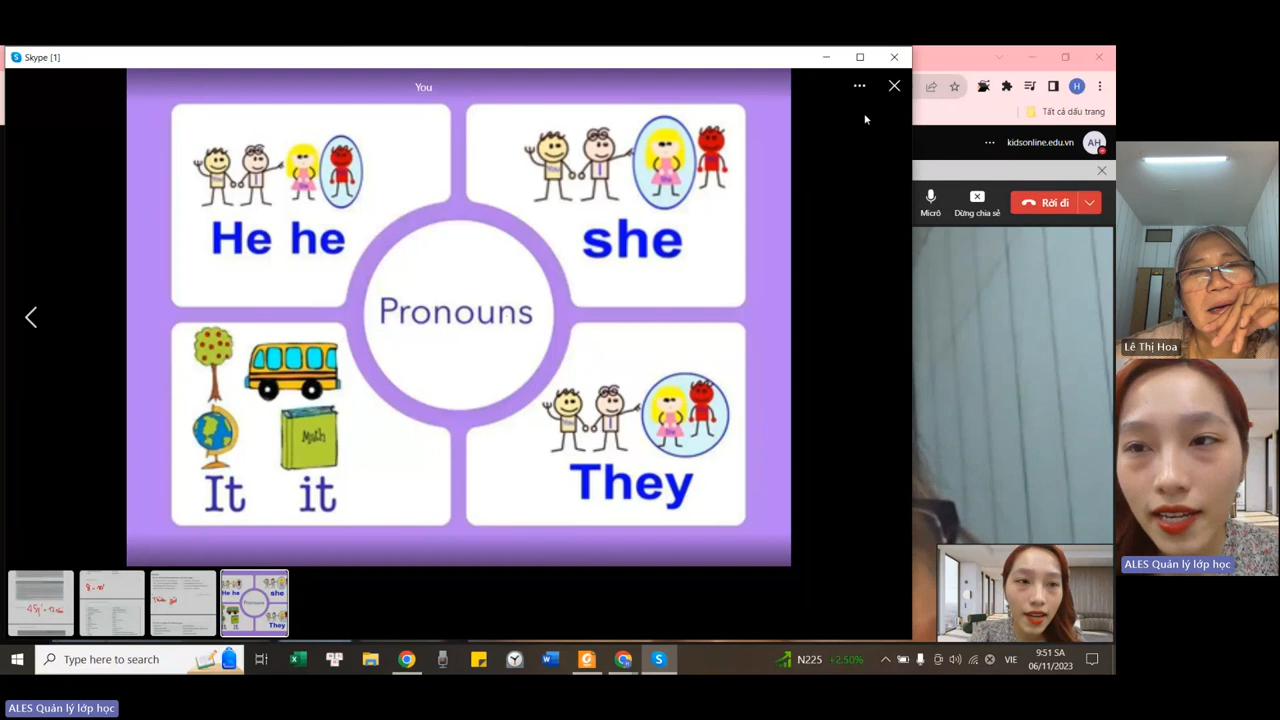 Skype [1]
You
Tất cả dấu trang
He he
she
Pronouns
Math
It it
They
kidsonline.edu.vn
AH
H
Micrô
Dừng chia sẻ
Rời đi
Lê Thị Hoa
ALES Quản lý lớp học
Type here to search
N225 +2.50%
VIE
9:51 SA
06/11/2023
ALES Quản lý lớp học